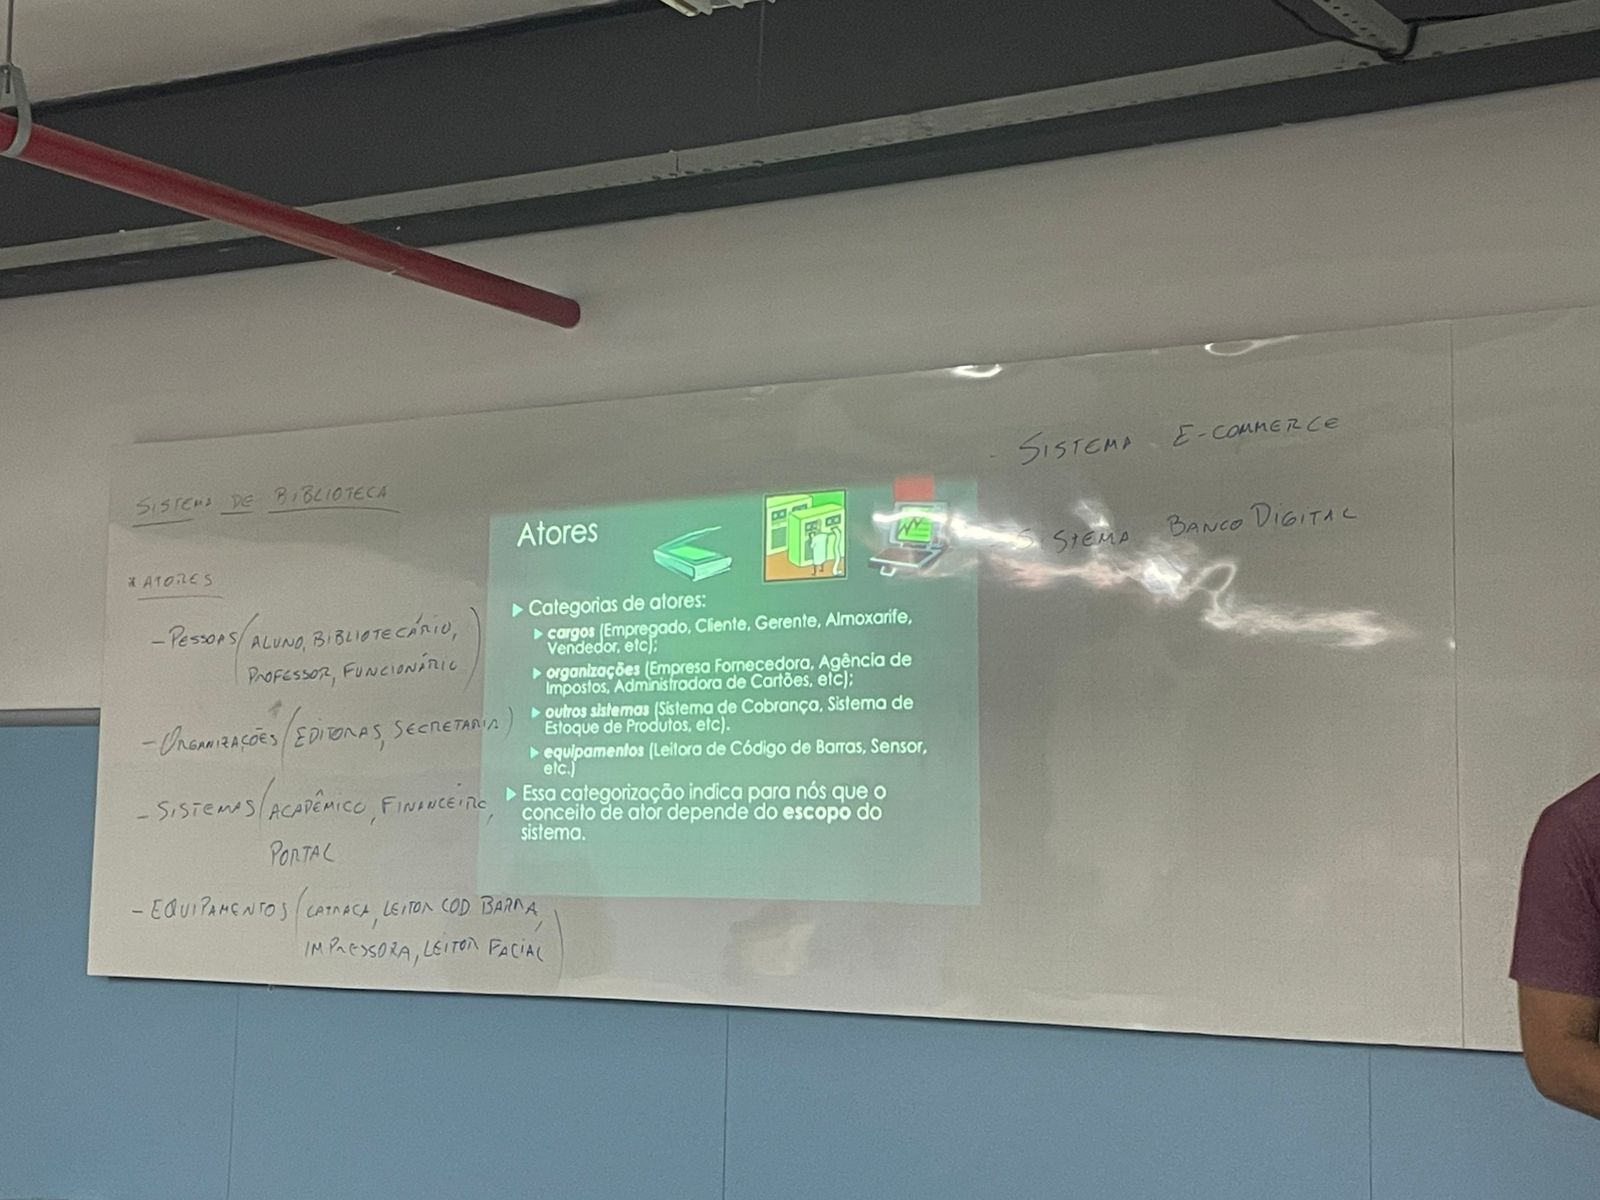 SISTEMA DE BIBLIOTECA
* ATORES
- PESSOAS (ALUNO, BIBLIOTECÁRIO,
PROFESSOR, FUNCIONÁRIO)
- ORGANIZAÇÕES (EDITORAS, SECRETARIA)
- SISTEMAS (ACADÊMICO, FINANCEIRO,
PORTAL
- EQUIPAMENTOS (CATRACA, LEITOR COD BARRA,
IMPRESSORA, LEITOR FACIAL)
Atores
Categorias de atores:
cargos (Empregado, Cliente, Gerente, Almoxarife,
Vendedor, etc);
organizações (Empresa Fornecedora, Agência de
Impostos, Administradora de Cartões, etc);
outros sistemas (Sistema de Cobrança, Sistema de
Estoque de Produtos, etc).
equipamentos (Leitora de Código de Barras, Sensor,
etc.)
Essa categorização indica para nós que o
conceito de ator depende do escopo do
sistema.
- SISTEMA E-COMMERCE
SISTEMA BANCO DIGITAL